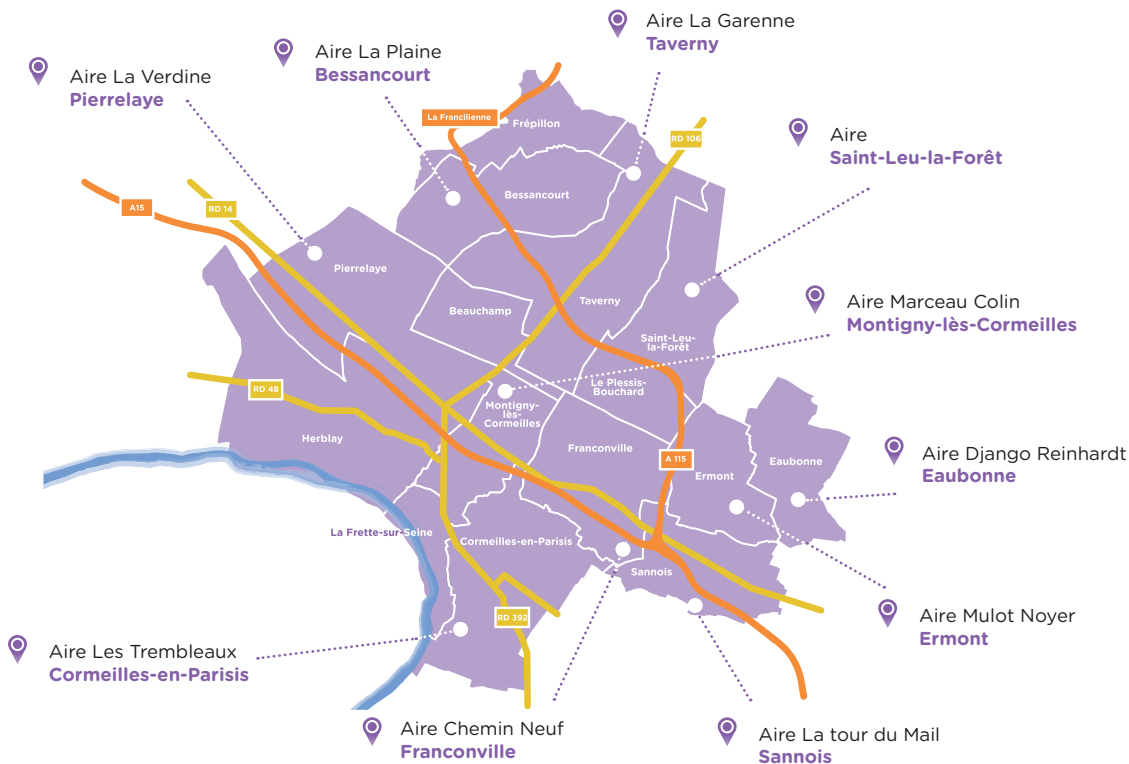 Aire La Garenne
Taverny
Aire La Plaine
Bessancourt
Aire La Verdine
Pierrelaye
La Francilienne
Frépillon
RD 106
Aire
Saint-Leu-la-Forêt
Bessancourt
A15
RD 14
Pierrelaye
Taverny
Beauchamp
Aire Marceau Colin
Montigny-lès-Cormeilles
Saint-Leu-
la-Forêt
Le Plessis-
Bouchard
RD 48
Montigny-
lès-
Cormeilles
Herblay
Franconville
A 115
Ermont
Eaubonne
Aire Django Reinhardt
Eaubonne
La Frette-sur-Seine
Cormeilles-en-Parisis
Sannois
RD 392
Aire Mulot Noyer
Ermont
Aire Les Trembleaux
Cormeilles-en-Parisis
Aire Chemin Neuf
Franconville
Aire La tour du Mail
Sannois